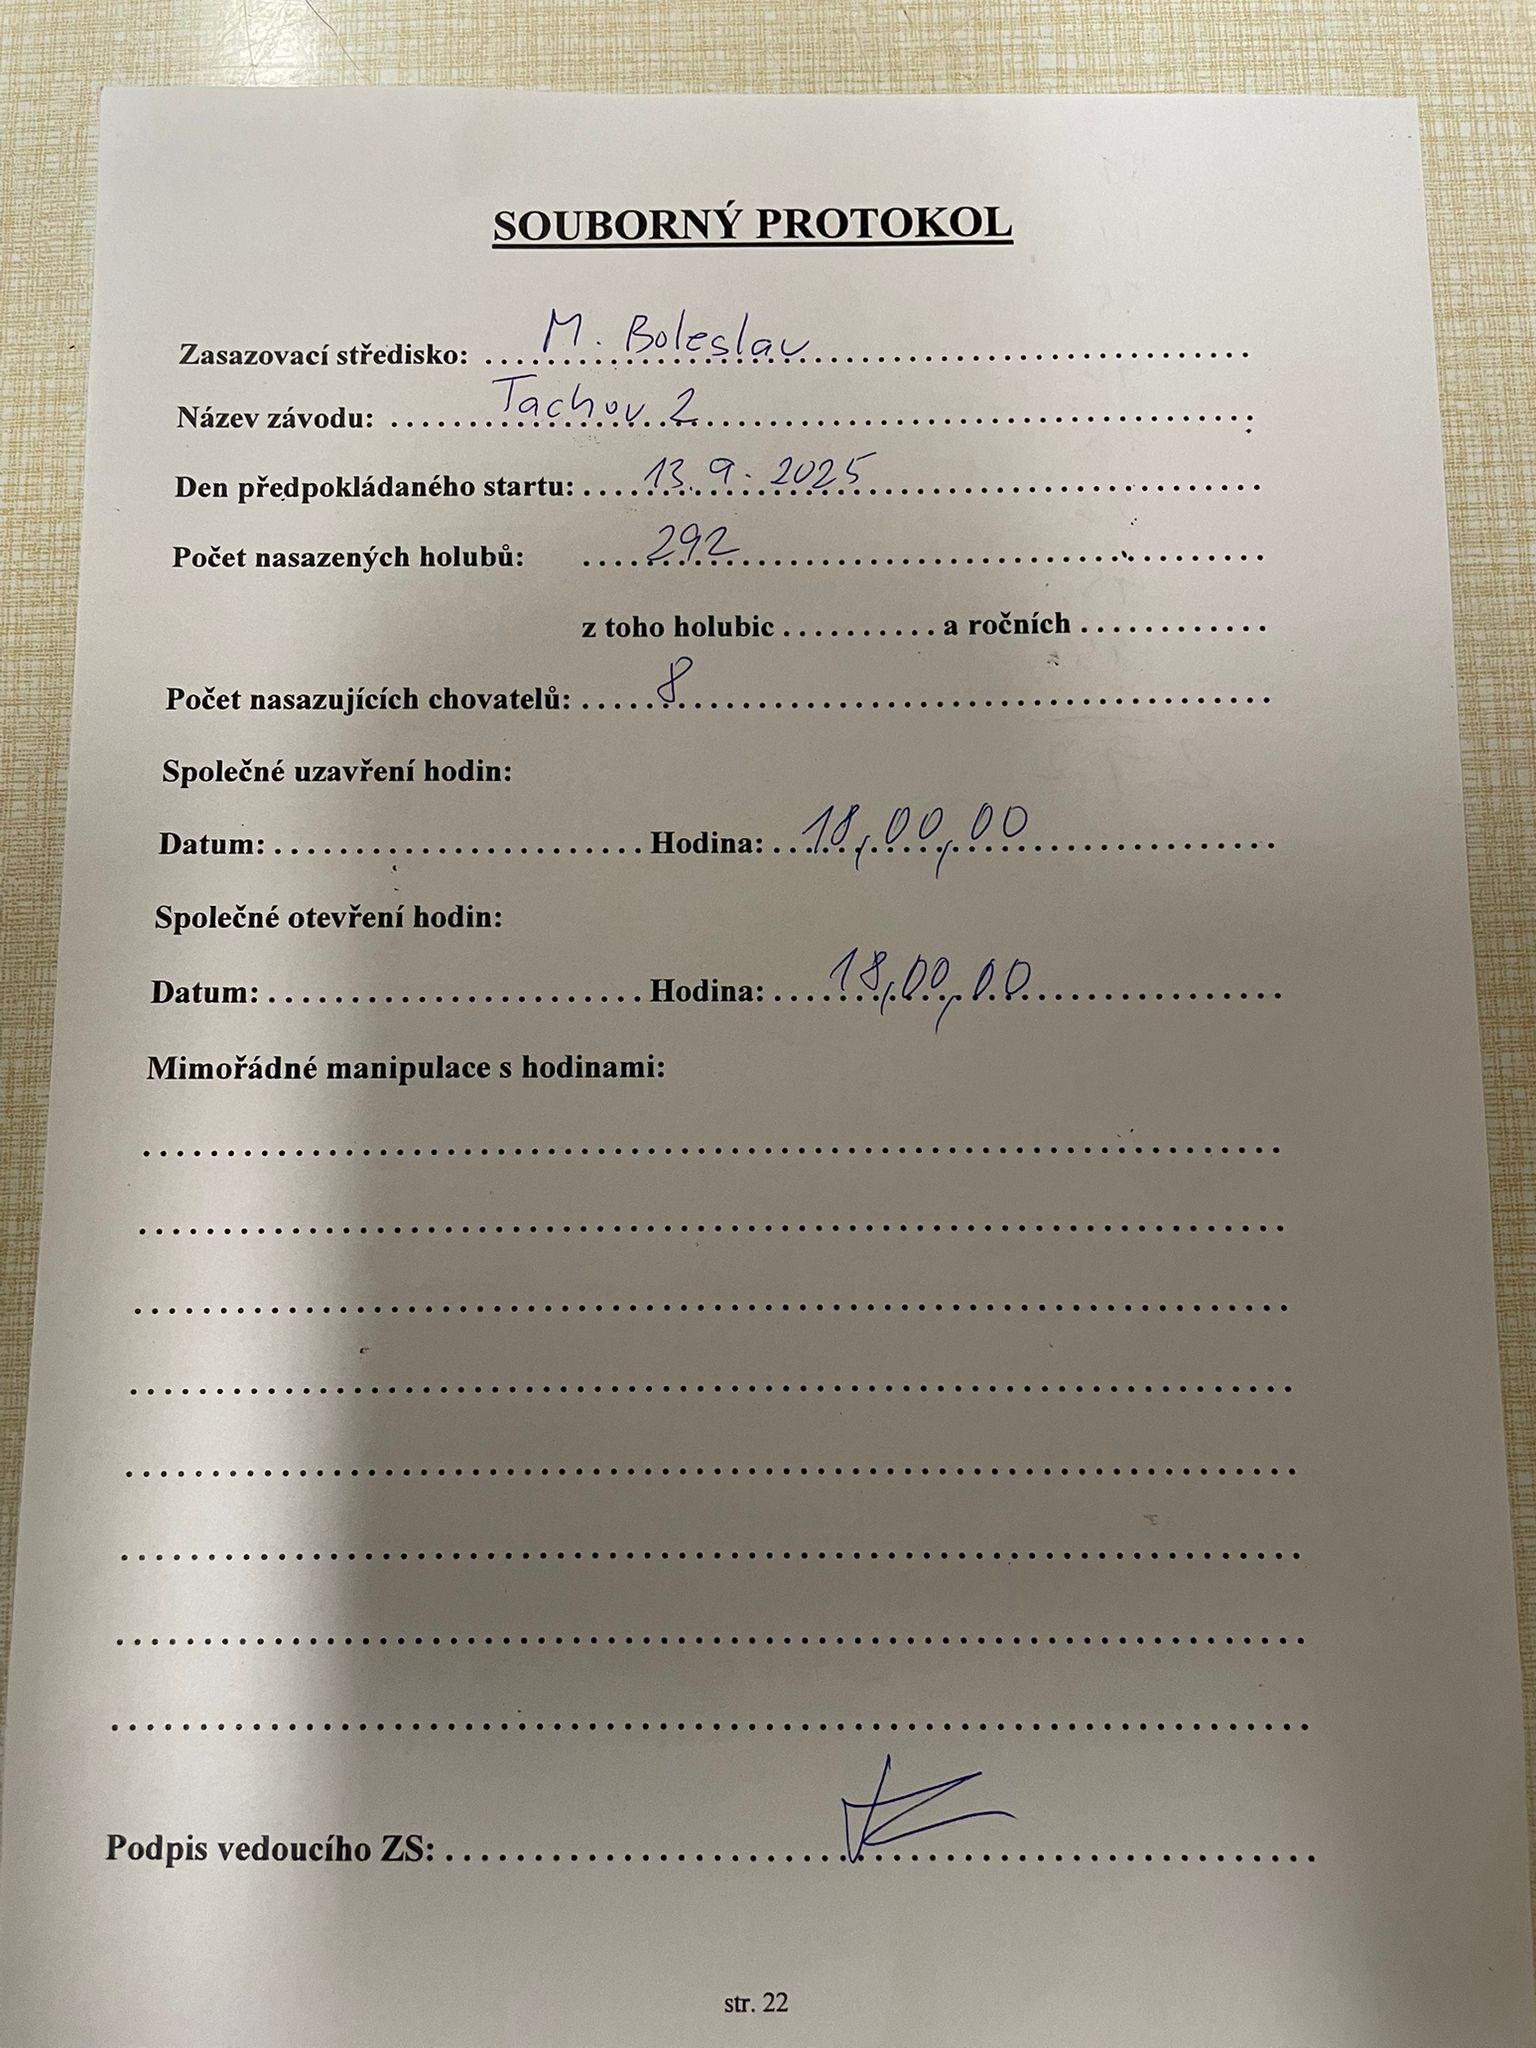 SOUBORNÝ PROTOKOL
Zasazovací středisko: M. Boleslav
Název závodu: Tachov 2
Den předpokládaného startu: 13. 9. 2025
Počet nasazených holubů: 292
z toho holubic .......... a ročních ............
Počet nasazujících chovatelů: 8
Společné uzavření hodin:
Datum: ....................... Hodina: 18,00,00
Společné otevření hodin:
Datum: ....................... Hodina: 18,00,00
Mimořádné manipulace s hodinami:
Podpis vedoucího ZS:
str. 22